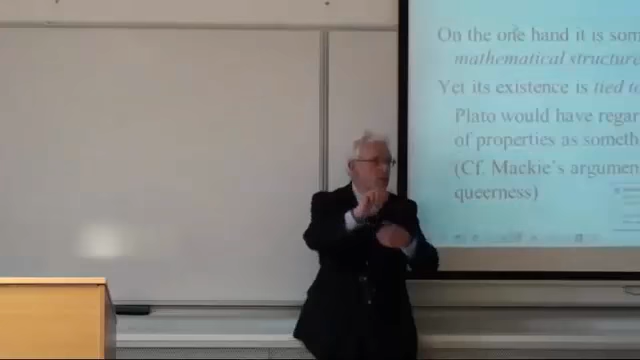 On the one hand it is som
mathematical structure
Yet its existence is tied to
Plato would have regar
of properties as someth
(Cf. Mackie's argumen
queerness)